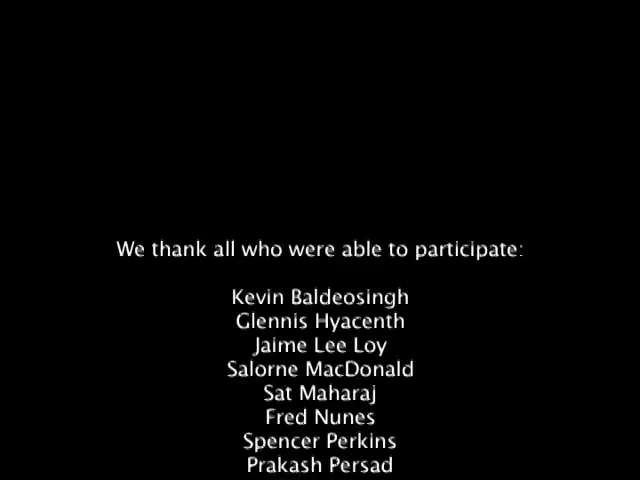 We thank all who were able to participate:
Kevin Baldeosingh
Glennis Hyacenth
Jaime Lee Loy
Salorne MacDonald
Sat Maharaj
Fred Nunes
Spencer Perkins
Prakash Persad